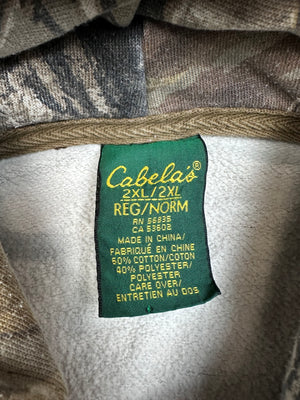 Cabela's®
2XL/2XL
REG/NORM
RN 56835
CA 53602
MADE IN CHINA/
FABRIQUÉ EN CHINE
60% COTTON/COTON
40% POLYESTER/
POLYESTER
CARE OVER/
ENTRETIEN AU DOS